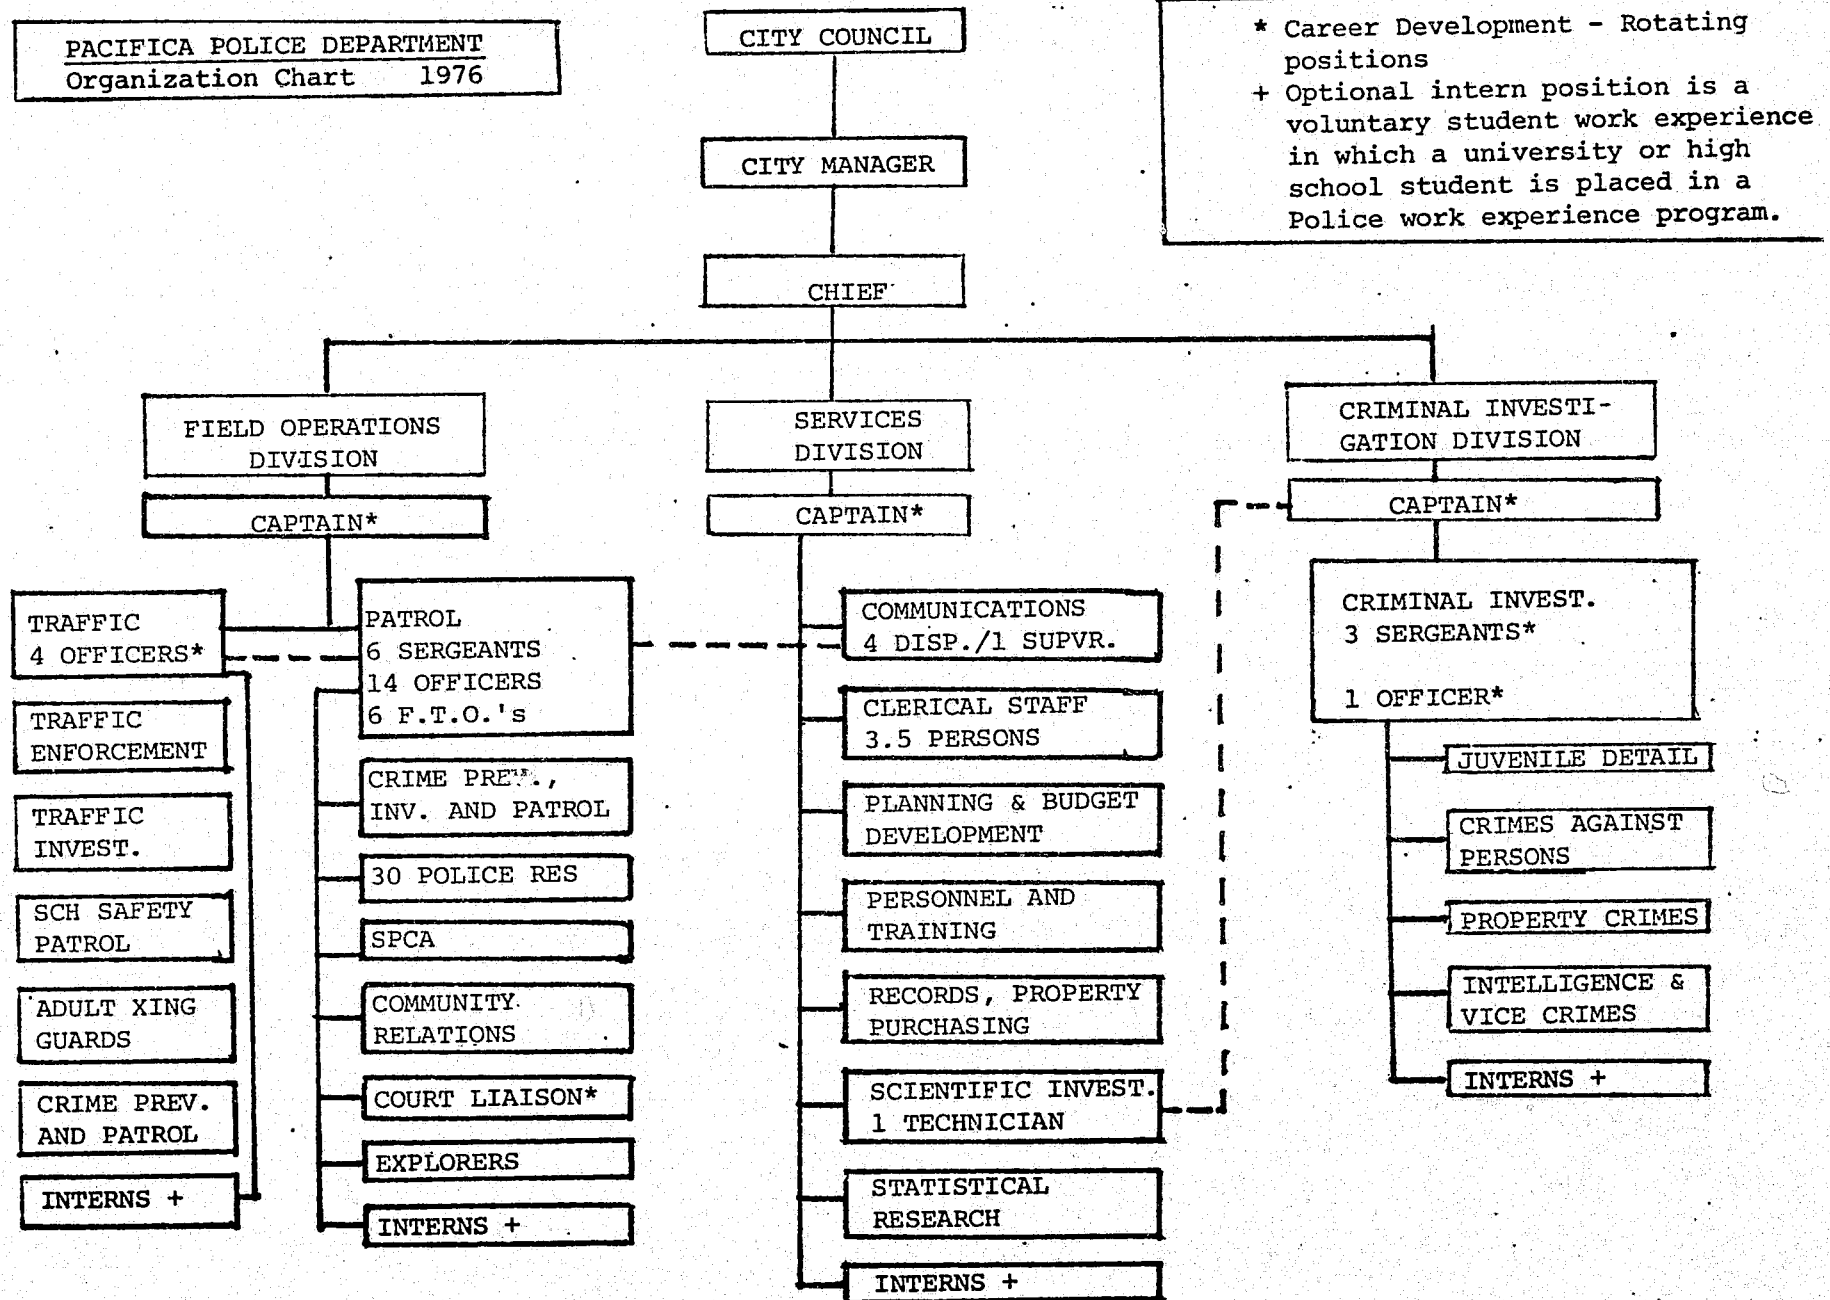 PACIFICA POLICE DEPARTMENT
Organization Chart 1976
CITY COUNCIL
* Career Development - Rotating
positions
+ Optional intern position is a
voluntary student work experience
in which a university or high
school student is placed in a
Police work experience program.
CITY MANAGER
CHIEF
FIELD OPERATIONS
DIVISION
CAPTAIN*
TRAFFIC
4 OFFICERS*
TRAFFIC
ENFORCEMENT
TRAFFIC
INVEST.
SCH SAFETY
PATROL
ADULT XING
GUARDS
CRIME PREV.
AND PATROL
INTERNS +
PATROL
6 SERGEANTS
14 OFFICERS
6 F.T.O.'s
CRIME PREV.,
INV. AND PATROL
30 POLICE RES
SPCA
COMMUNITY
RELATIONS
COURT LIAISON*
EXPLORERS
INTERNS +
SERVICES
DIVISION
CAPTAIN*
COMMUNICATIONS
4 DISP./1 SUPVR.
CLERICAL STAFF
3.5 PERSONS
PLANNING & BUDGET
DEVELOPMENT
PERSONNEL AND
TRAINING
RECORDS, PROPERTY
PURCHASING
SCIENTIFIC INVEST.
1 TECHNICIAN
STATISTICAL
RESEARCH
INTERNS +
CRIMINAL INVESTI-
GATION DIVISION
CAPTAIN*
CRIMINAL INVEST.
3 SERGEANTS*
1 OFFICER*
JUVENILE DETAIL
CRIMES AGAINST
PERSONS
PROPERTY CRIMES
INTELLIGENCE &
VICE CRIMES
INTERNS +